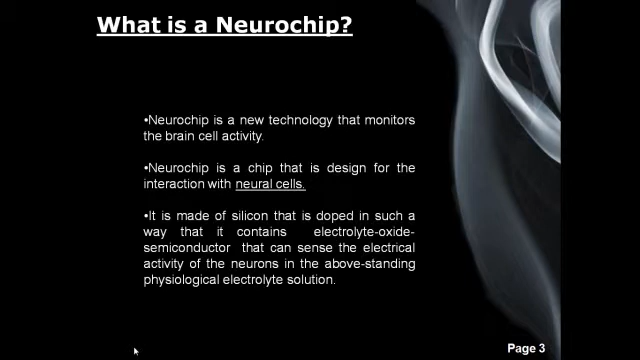 What is a Neurochip?
•Neurochip is a new technology that monitors
the brain cell activity.
•Neurochip is a chip that is design for the
interaction with neural cells.
•It is made of silicon that is doped in such a
way that it contains electrolyte-oxide-
semiconductor that can sense the electrical
activity of the neurons in the above-standing
physiological electrolyte solution.
Page 3